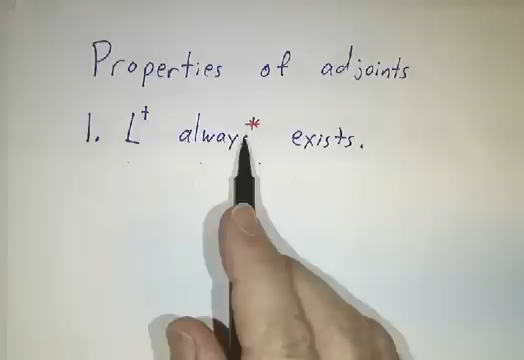 Properties of adjoints
1. L† always* exists.